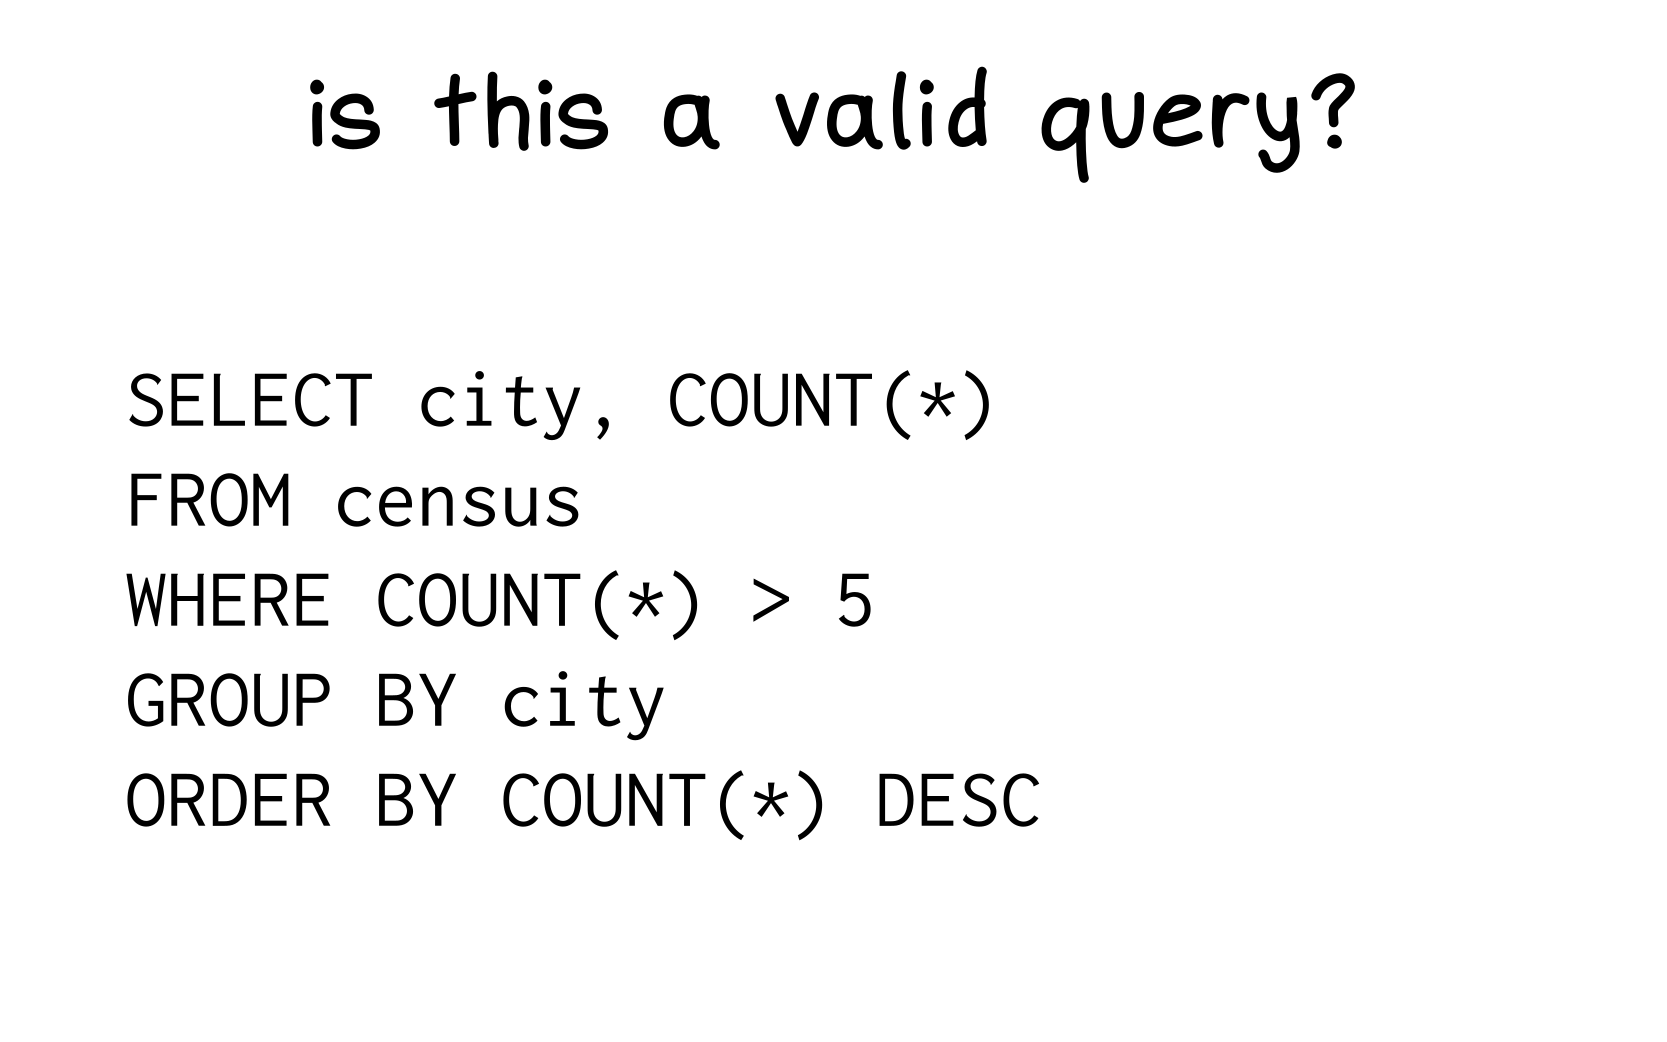 is this a valid query?
SELECT city, COUNT(*)
FROM census
WHERE COUNT(*) > 5
GROUP BY city
ORDER BY COUNT(*) DESC